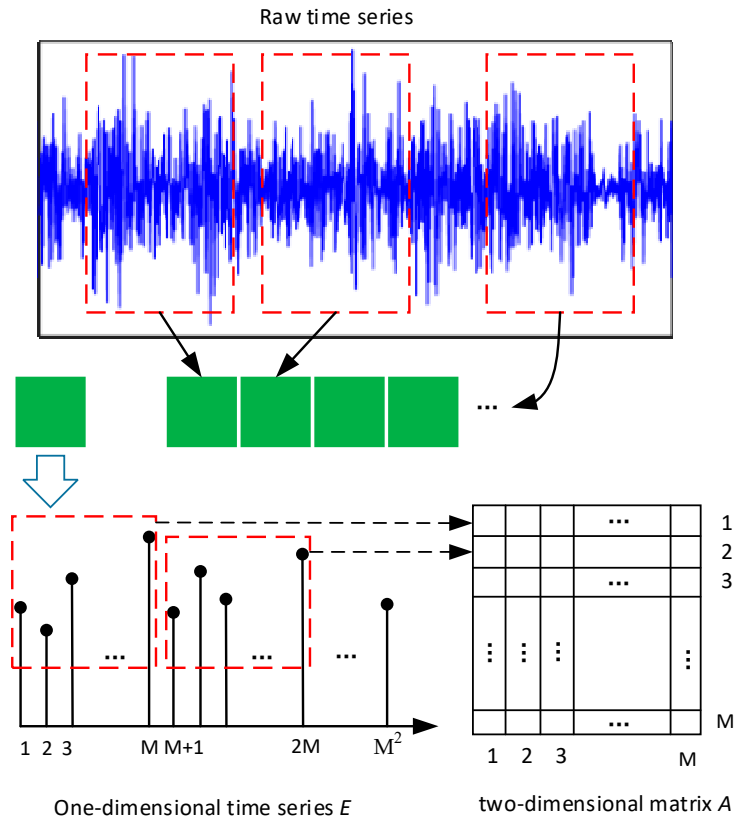 Raw time series
...
... 1
2
... 3
... ... ...
... ... ... ...
... M
1 2 3 M M+1 2M M²
1 2 3 M
One-dimensional time series E
two-dimensional matrix A